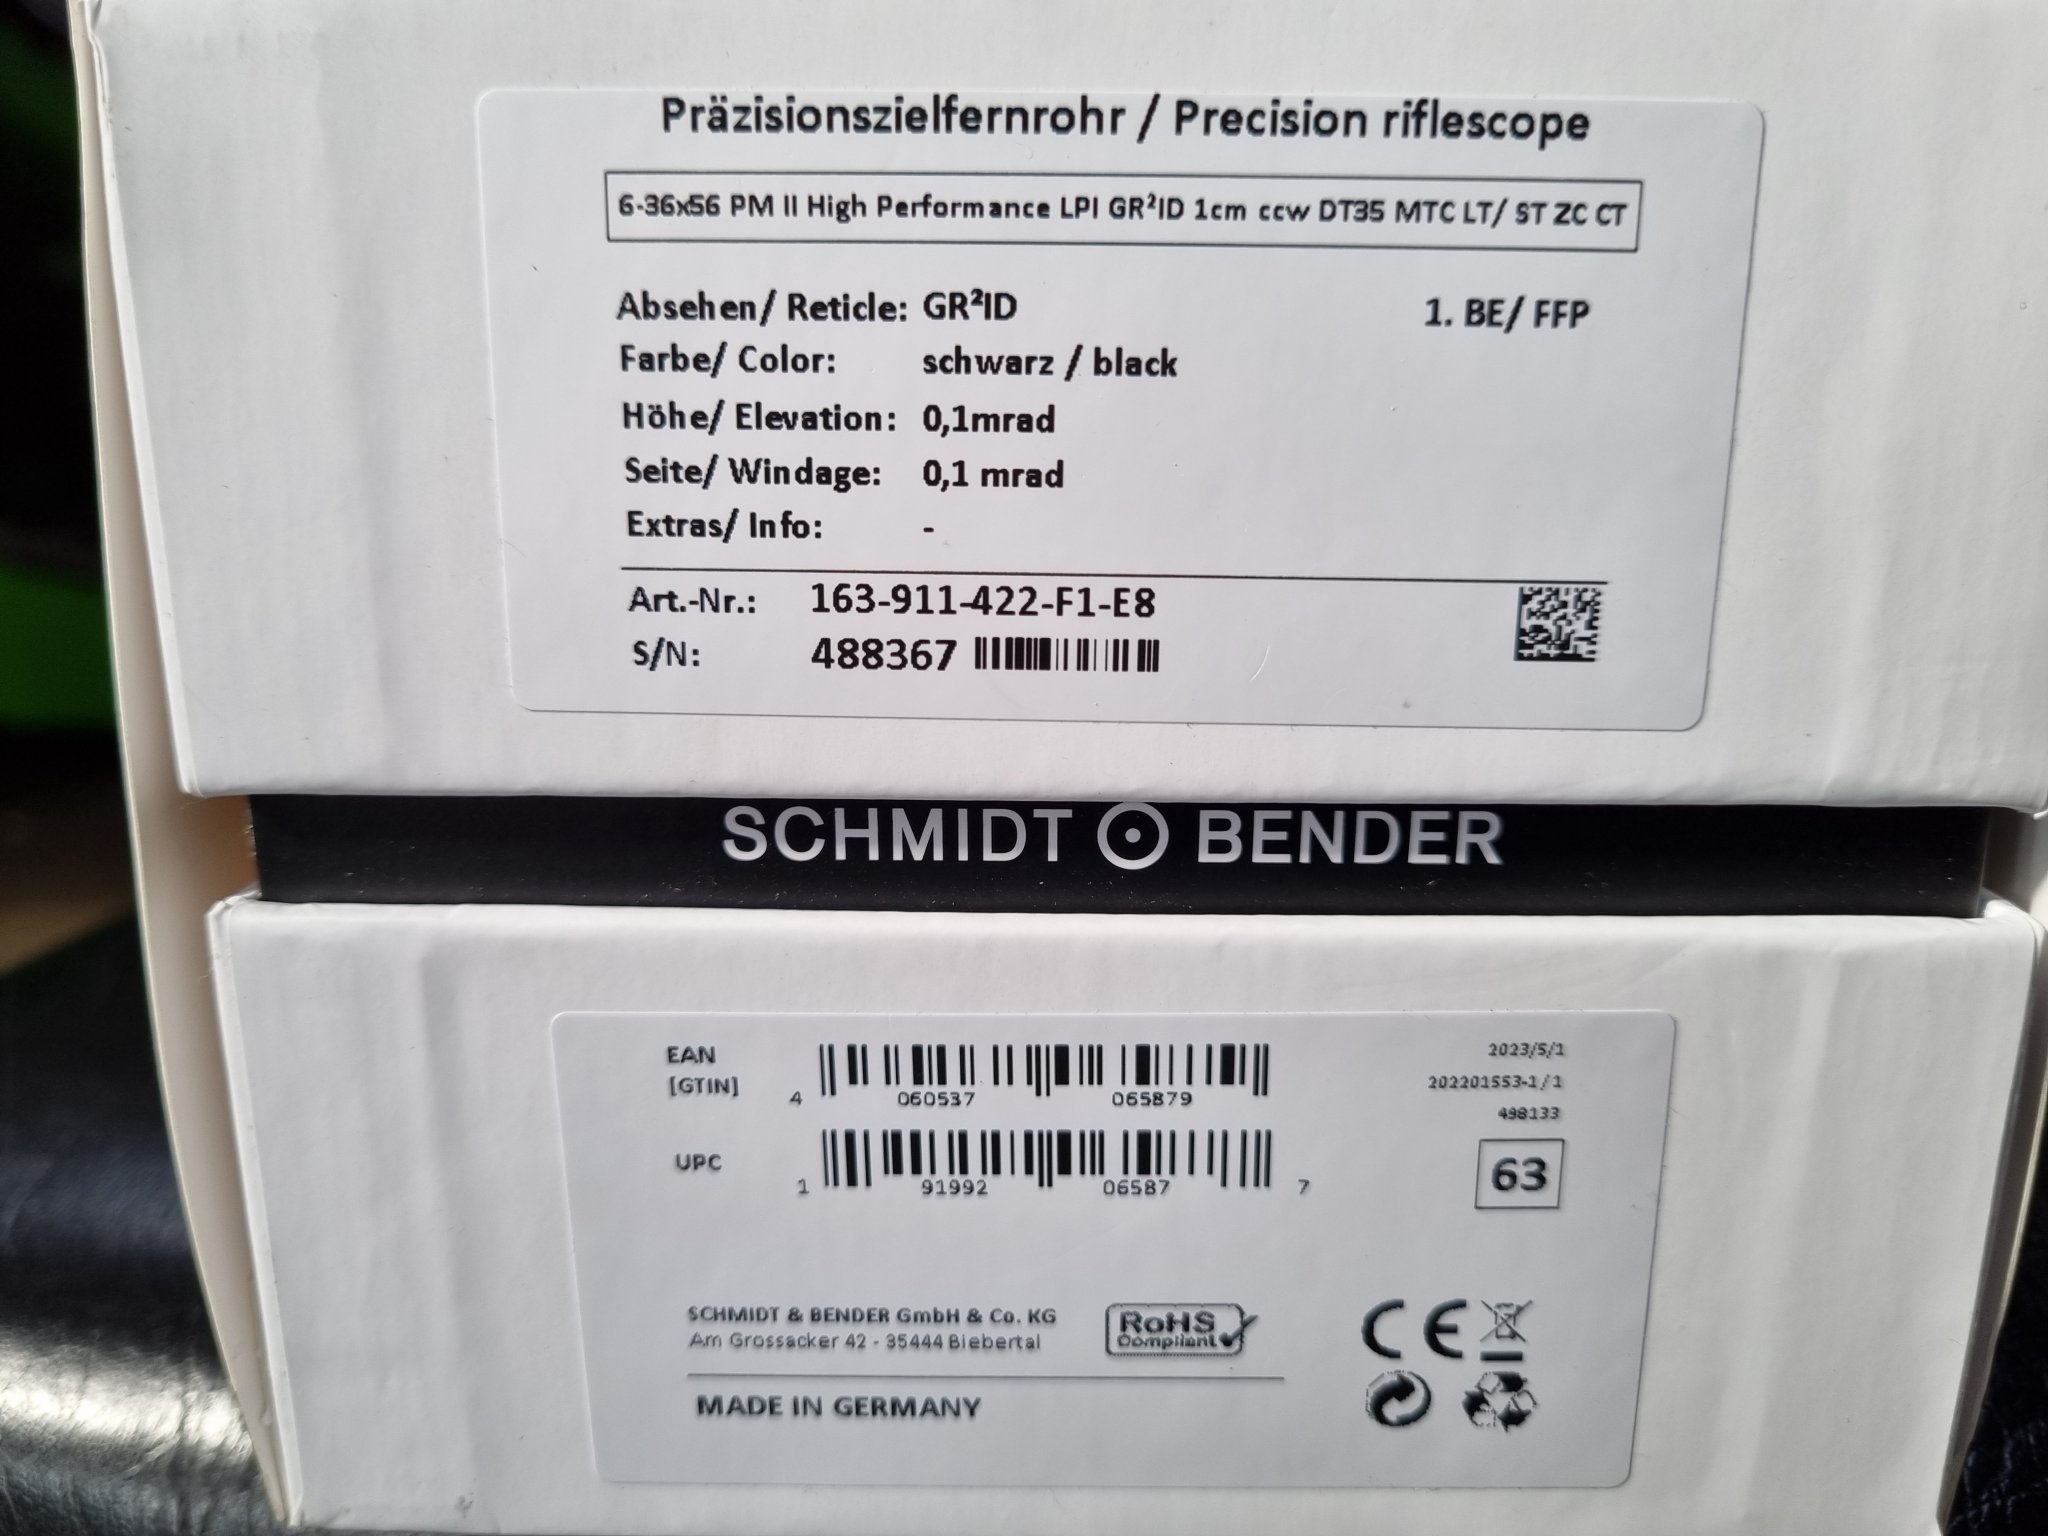 Präzisionszielfernrohr / Precision riflescope
6-36x56 PM II High Performance LPI GR²ID 1cm ccw DT35 MTC LT/ ST ZC CT
Absehen/ Reticle: GR²ID 1. BE/ FFP
Farbe/ Color: schwarz / black
Höhe/ Elevation: 0,1mrad
Seite/ Windage: 0,1 mrad
Extras/ Info: -
Art.-Nr.: 163-911-422-F1-E8
S/N: 488367
SCHMIDT BENDER
EAN 2023/5/1
[GTIN] 202201553-1/1
4 060537 065879 498133
UPC 63
1 91992 06587 7
SCHMIDT & BENDER GmbH & Co. KG RoHS
Am Grossacker 42 - 35444 Biebertal Compliant
CE
MADE IN GERMANY